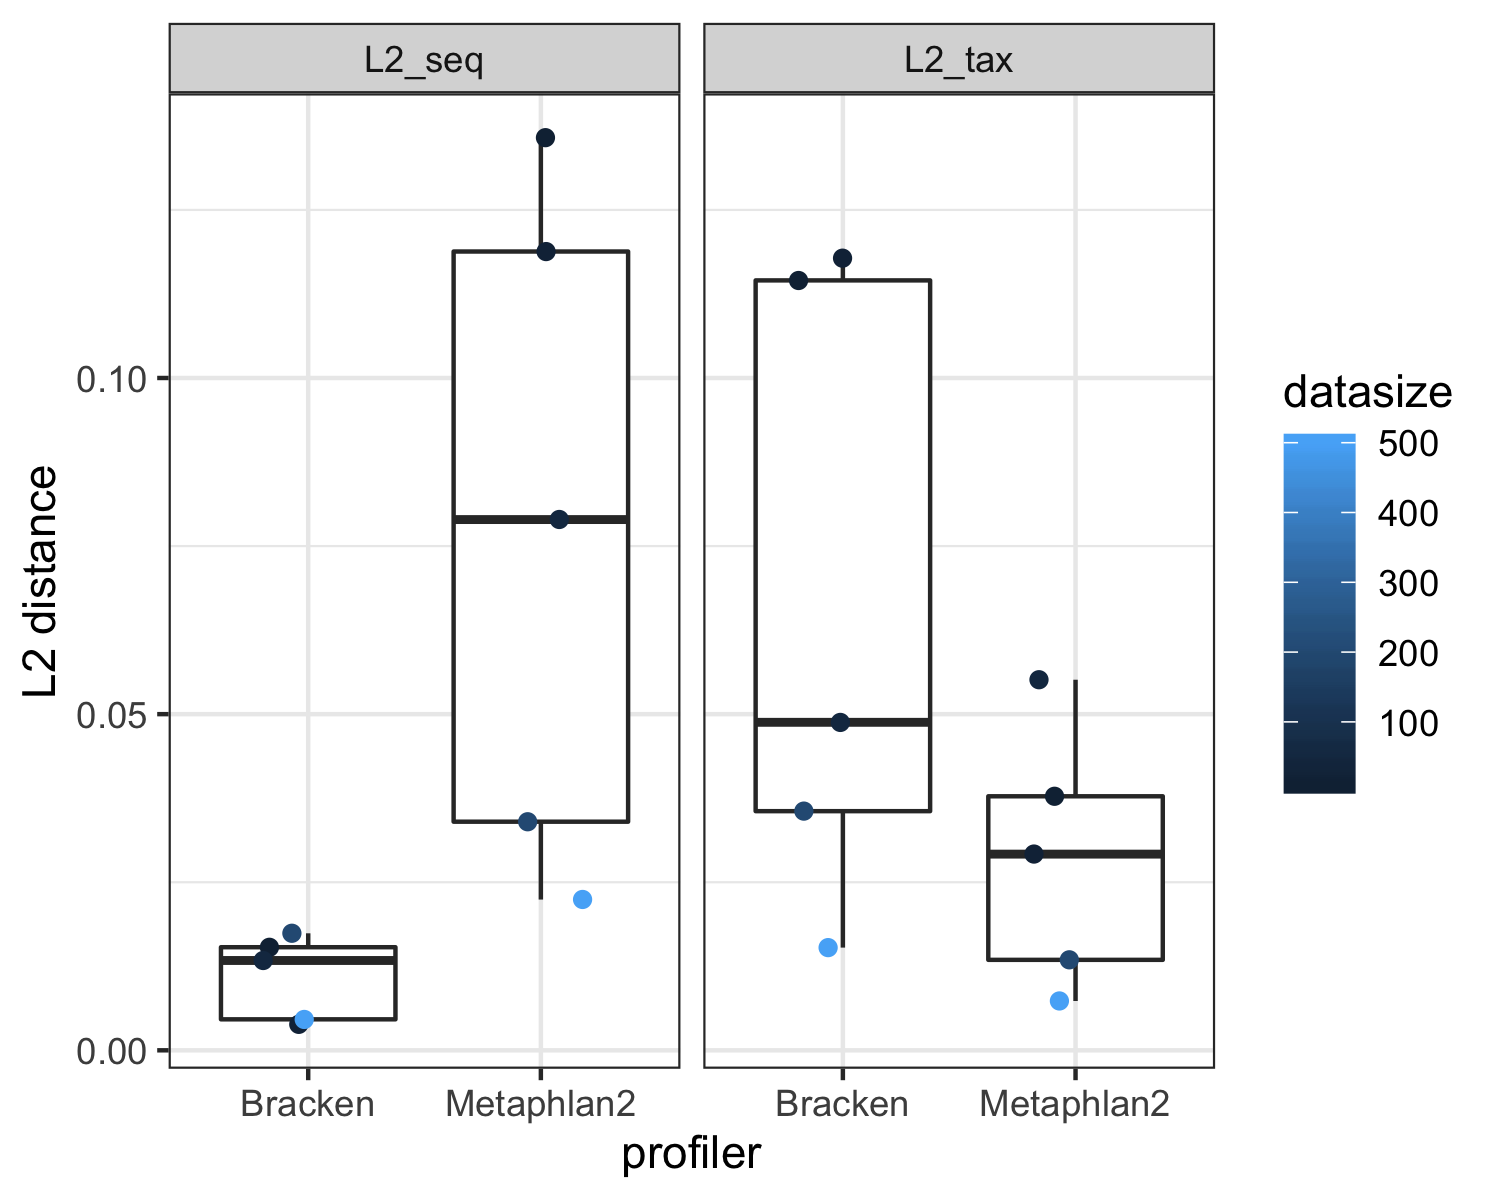 L2_seq
L2_tax
L2 distance
0.10
0.05
0.00
Bracken
Metaphlan2
Bracken
Metaphlan2
profiler
datasize
500
400
300
200
100